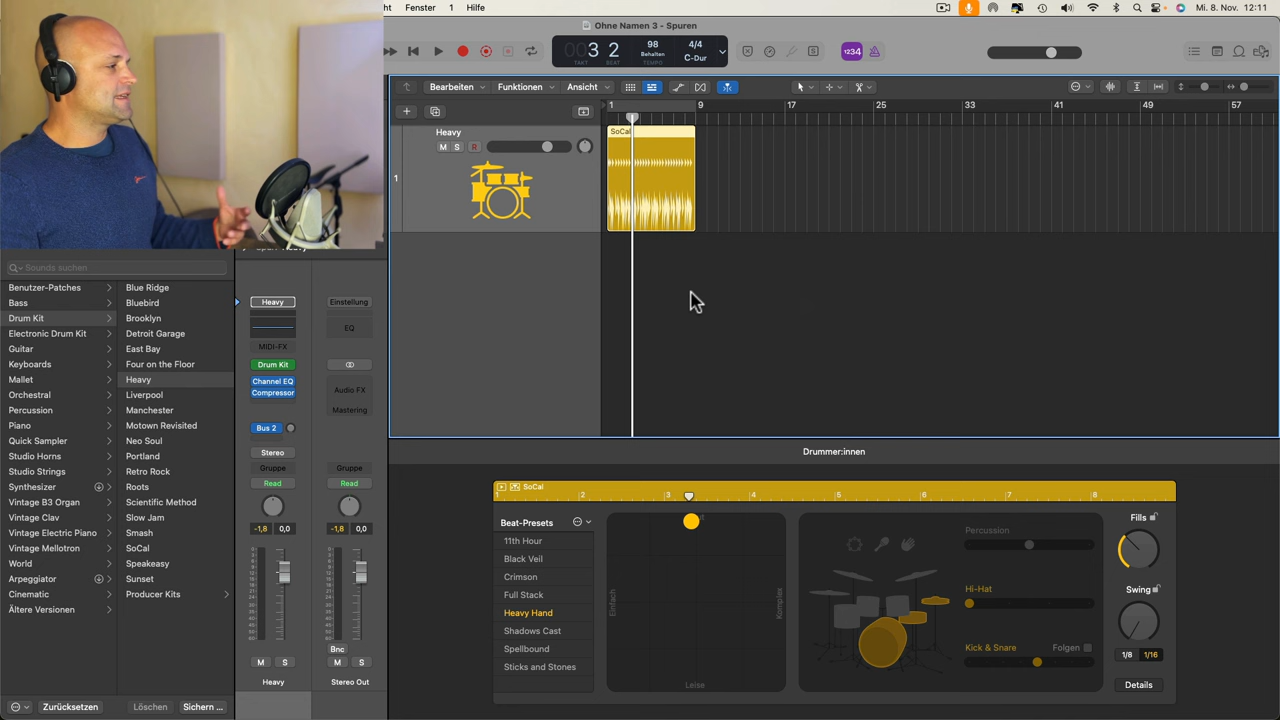 ht Fenster 1 Hilfe
Mi. 8. Nov. 12:11
Ohne Namen 3 - Spuren
003 2
TAKT BEAT
98
Behalten
TEMPO
4/4
C-Dur
1234
Bearbeiten Funktionen Ansicht
1 9 17 25 33 41 49 57
1
Heavy
M S R
SoCal
Sounds suchen
Benutzer-Patches
Bass
Drum Kit
Electronic Drum Kit
Guitar
Keyboards
Mallet
Orchestral
Percussion
Piano
Quick Sampler
Studio Horns
Studio Strings
Synthesizer
Vintage B3 Organ
Vintage Clav
Vintage Electric Piano
Vintage Mellotron
World
Arpeggiator
Cinematic
Ältere Versionen
Blue Ridge
Bluebird
Brooklyn
Detroit Garage
East Bay
Four on the Floor
Heavy
Liverpool
Manchester
Motown Revisited
Neo Soul
Portland
Retro Rock
Roots
Scientific Method
Slow Jam
Smash
SoCal
Speakeasy
Sunset
Producer Kits
Zurücksetzen Löschen Sichern ...
Heavy
MIDI-FX
Drum Kit
Channel EQ
Compressor
Bus 2
Stereo
Gruppe
Read
-1,8 0,0
M S
Heavy
Einstellung
EQ
Audio FX
Mastering
Gruppe
Read
-1,8 0,0
Bnc
M S
Stereo Out
Drummer:innen
SoCal
1 2 3 4 5 6 7 8
Beat-Presets
11th Hour
Black Veil
Crimson
Full Stack
Heavy Hand
Shadows Cast
Spellbound
Sticks and Stones
Einfach
Komplex
Leise
Percussion
Hi-Hat
Kick & Snare Folgen
Fills
Swing
1/8 1/16
Details